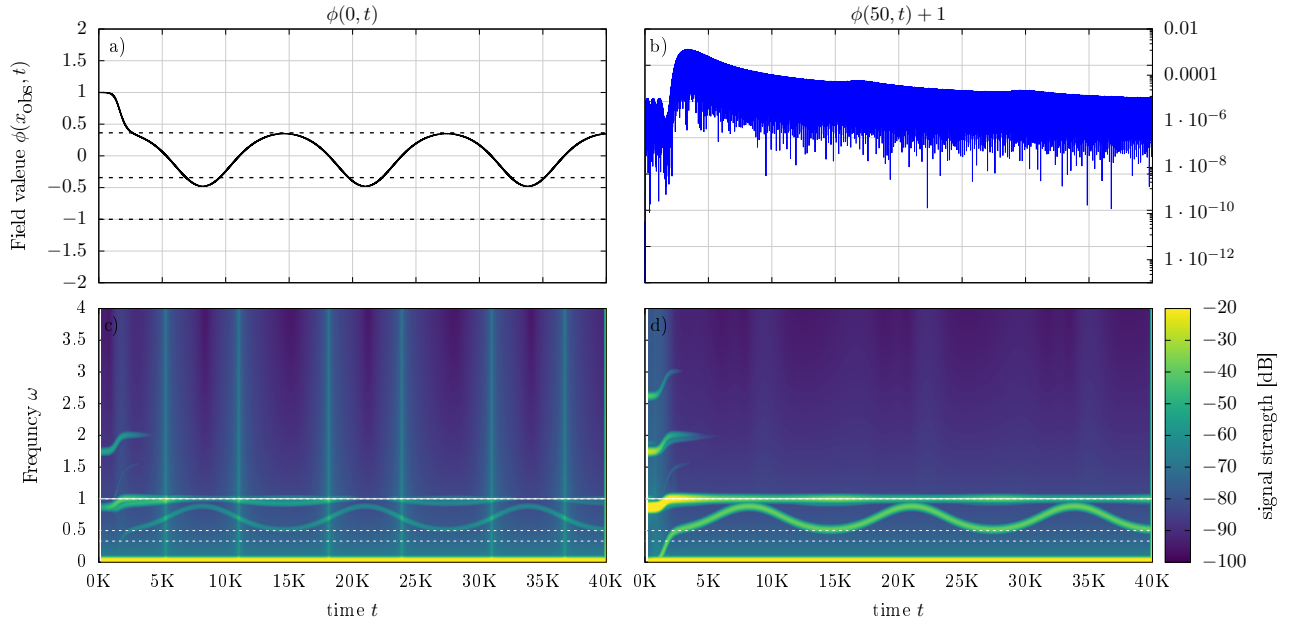 ϕ(0, t)
ϕ(50, t) + 1
a)
b)
Field valeue ϕ(x_obs, t)
2
1.5
1
0.5
0
−0.5
−1
−1.5
−2
0.01
0.0001
1 · 10^−6
1 · 10^−8
1 · 10^−10
1 · 10^−12
c)
d)
Frequncy ω
4
3.5
3
2.5
2
1.5
1
0.5
0
0K 5K 10K 15K 20K 25K 30K 35K 40K
time t
0K 5K 10K 15K 20K 25K 30K 35K 40K
time t
−20
−30
−40
−50
−60
−70
−80
−90
−100
signal strength [dB]